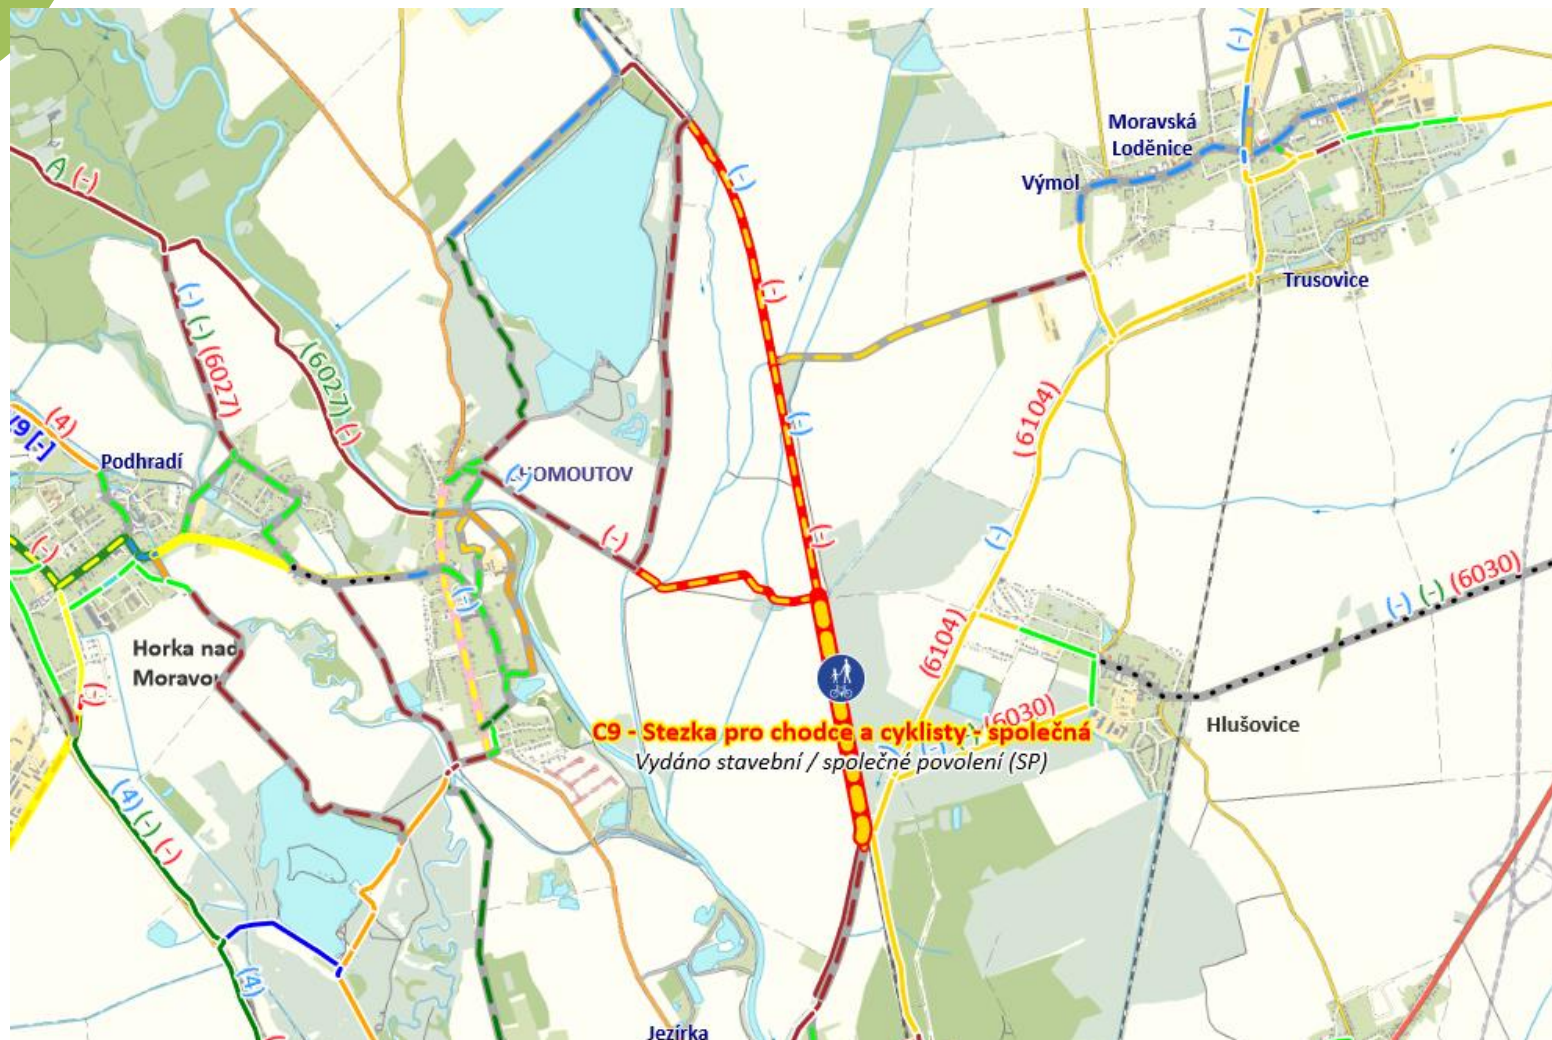 (-)
Moravská
Loděnice
(-)
Výmol
A (-)
(-)
Trusovice
(-) (-) (6027)
(6027) (-)
(6104)
(4)
(-)
Podhradí
CHOMOUTOV
(-)
(-)
(-)
(-)
(-)
(-)
(-) (-) (6030)
(-)
(6104)
Horka nad
Moravou
(-)
(6030)
Hlušovice
C9 - Stezka pro chodce a cyklisty - společná
(-) (-)
Vydáno stavební / společné povolení (SP)
(4) (-) (-)
(4)
Jezírka